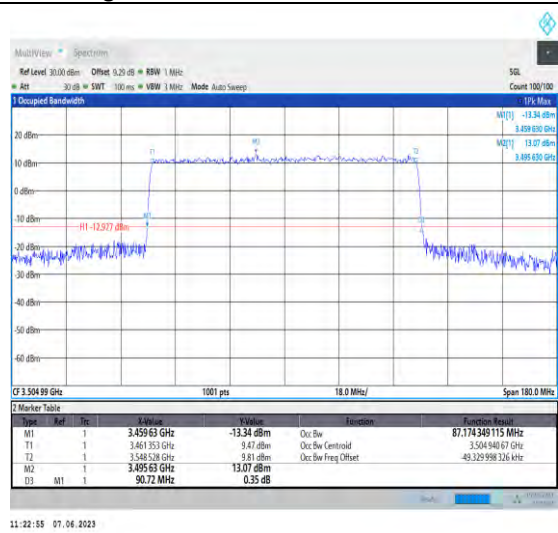 MultiView Spectrum
Ref Level 30.00 dBm Offset 9.29 dB RBW 1 MHz SGL
Att 30 dB SWT 100 ms VBW 3 MHz Mode Auto Sweep Count 100/100
1 Occupied Bandwidth 1Pk Max
M1[1] -13.34 dBm
3.459 630 GHz
20 dBm M2[1] 13.07 dBm
M2 3.495 630 GHz
T1 T2
10 dBm
0 dBm
-10 dBm M1
H1 -12.927 dBm
-20 dBm
-30 dBm
-40 dBm
-50 dBm
-60 dBm
CF 3.504 99 GHz 1001 pts 18.0 MHz/ Span 180.0 MHz
2 Marker Table
Type Ref Trc X-Value Y-Value Function Function Result
M1 1 3.459 63 GHz -13.34 dBm Occ Bw 87.174 349 115 MHz
T1 1 3.461 353 GHz 9.47 dBm Occ Bw Centroid 3.504 940 67 GHz
T2 1 3.548 528 GHz 9.81 dBm Occ Bw Freq Offset -49.329 998 326 kHz
M2 1 3.495 63 GHz 13.07 dBm
D3 M1 1 90.72 MHz 0.35 dB
11:22:55 07.06.2023